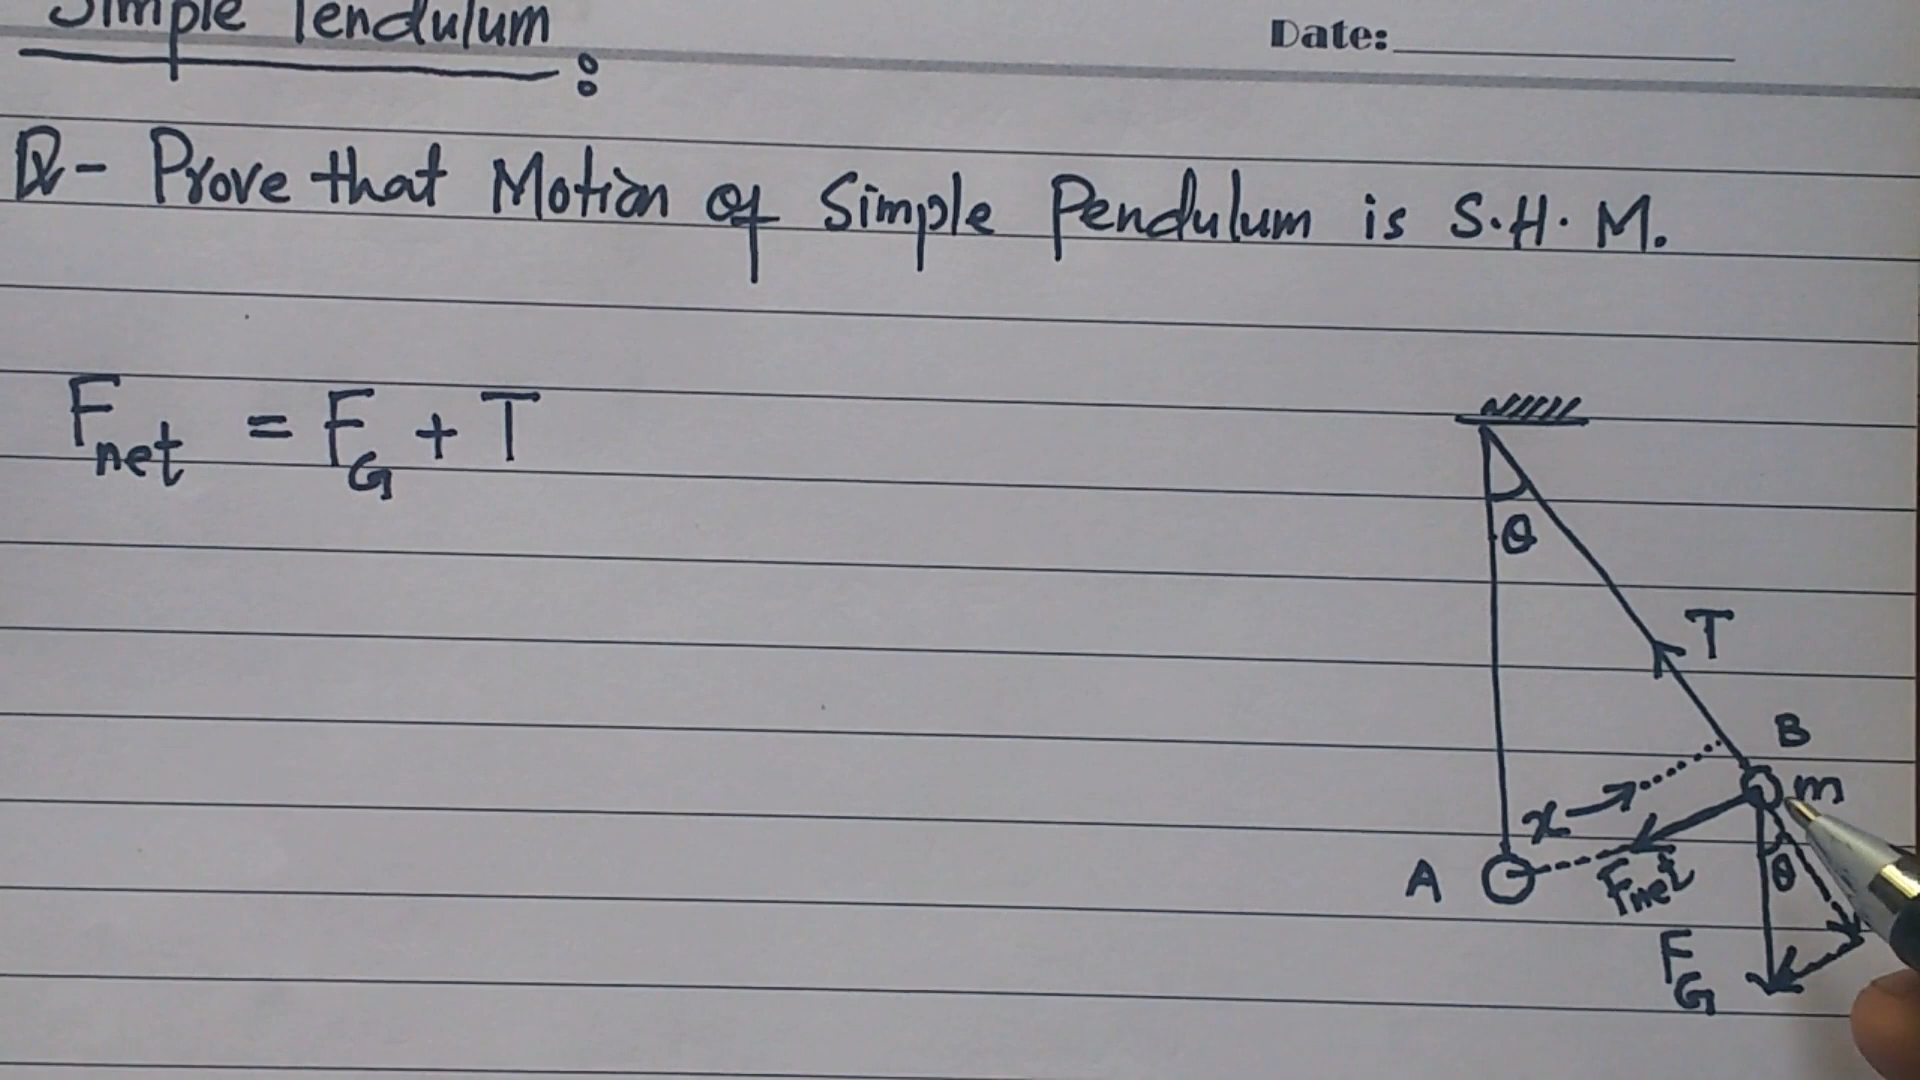 Simple Pendulum :
Date:
Q- Prove that Motion of Simple Pendulum is S.H.M.
Fnet = FG + T
θ
T
B
m
x
A
Fnet
θ
FG